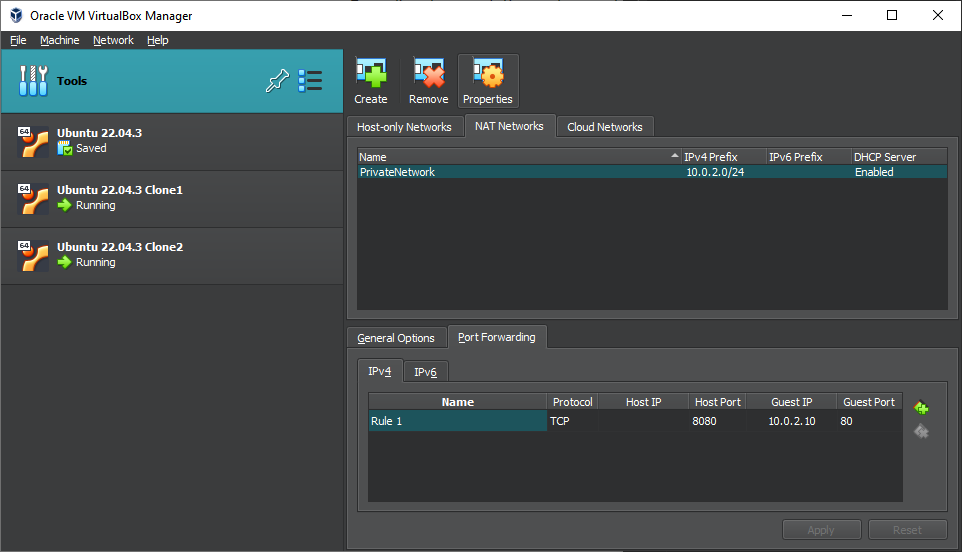 Oracle VM VirtualBox Manager
File Machine Network Help
Tools
64 Ubuntu 22.04.3
Saved
64 Ubuntu 22.04.3 Clone1
Running
64 Ubuntu 22.04.3 Clone2
Running
Create Remove Properties
Host-only Networks NAT Networks Cloud Networks
Name IPv4 Prefix IPv6 Prefix DHCP Server
PrivateNetwork 10.0.2.0/24 Enabled
General Options Port Forwarding
IPv4 IPv6
Name Protocol Host IP Host Port Guest IP Guest Port
Rule 1 TCP 8080 10.0.2.10 80
Apply Reset